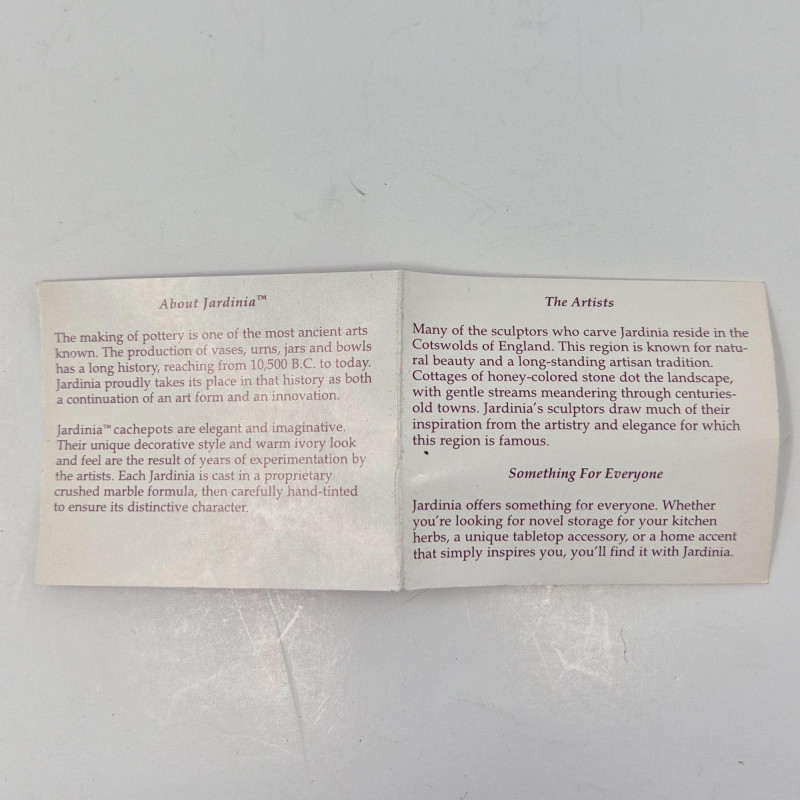 About Jardinia™
The making of pottery is one of the most ancient arts
known. The production of vases, urns, jars and bowls
has a long history, reaching from 10,500 B.C. to today.
Jardinia proudly takes its place in that history as both
a continuation of an art form and an innovation.
Jardinia™ cachepots are elegant and imaginative.
Their unique decorative style and warm ivory look
and feel are the result of years of experimentation by
the artists. Each Jardinia is cast in a proprietary
crushed marble formula, then carefully hand-tinted
to ensure its distinctive character.
The Artists
Many of the sculptors who carve Jardinia reside in the
Cotswolds of England. This region is known for natu-
ral beauty and a long-standing artisan tradition.
Cottages of honey-colored stone dot the landscape,
with gentle streams meandering through centuries-
old towns. Jardinia's sculptors draw much of their
inspiration from the artistry and elegance for which
this region is famous.
Something For Everyone
Jardinia offers something for everyone. Whether
you're looking for novel storage for your kitchen
herbs, a unique tabletop accessory, or a home accent
that simply inspires you, you'll find it with Jardinia.